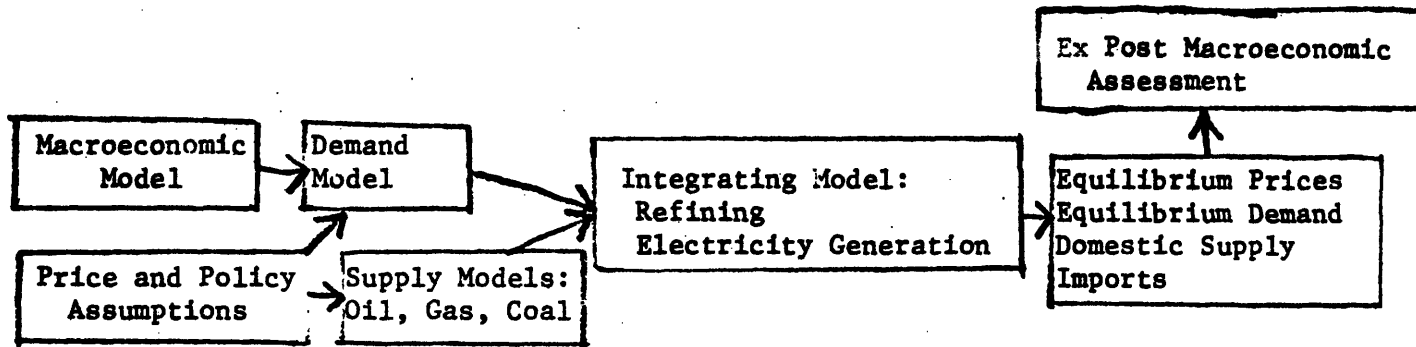 Ex Post Macroeconomic
Assessment
Macroeconomic
Model
Demand
Model
Integrating Model:
Refining
Electricity Generation
Equilibrium Prices
Equilibrium Demand
Domestic Supply
Imports
Price and Policy
Assumptions
Supply Models:
Oil, Gas, Coal